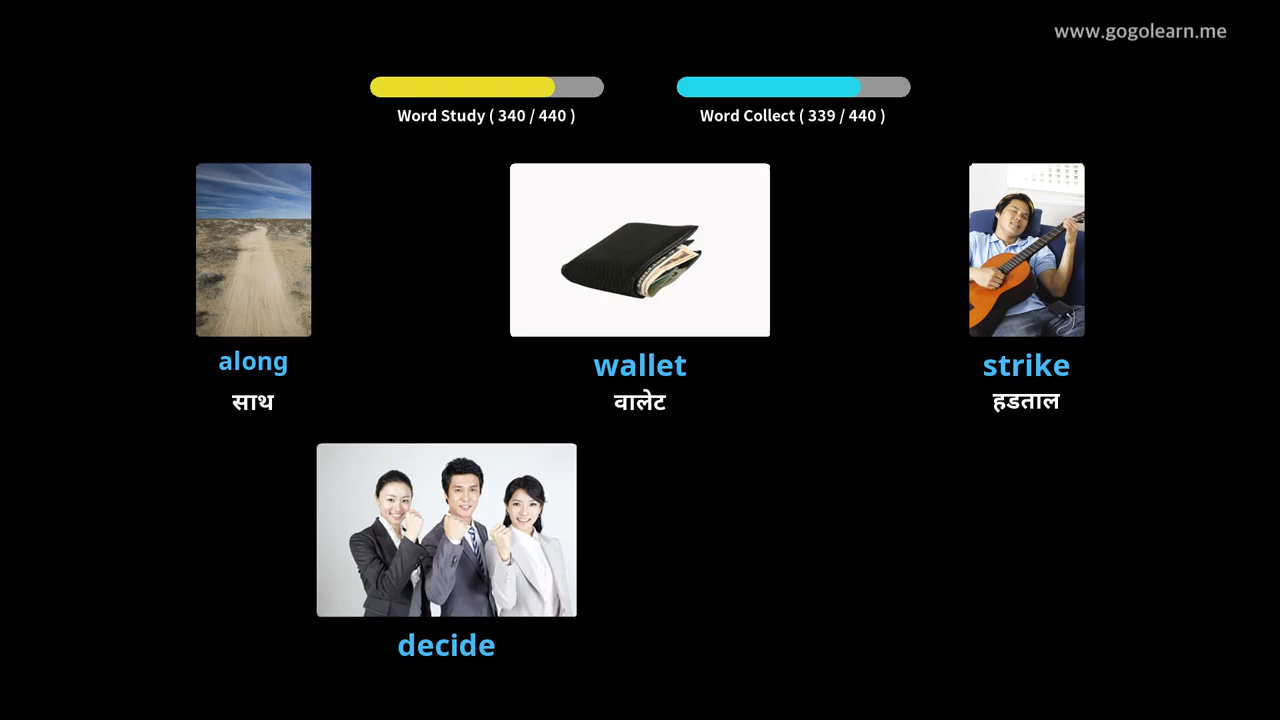 www.gogolearn.me
Word Study ( 340 / 440 )
Word Collect ( 339 / 440 )
along
wallet
strike
साथ
वालेट
हडताल
decide